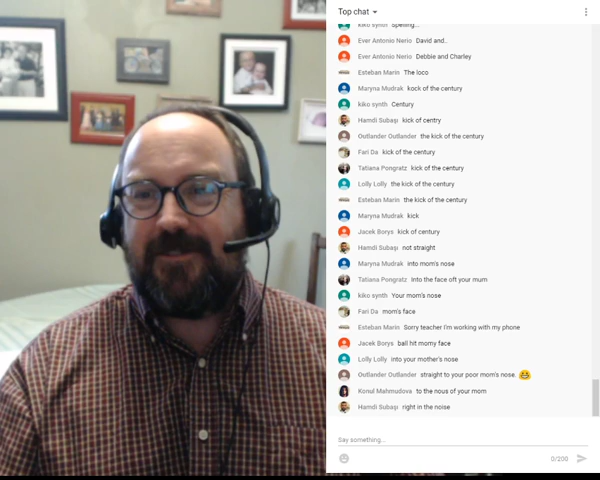 Top chat
kiko synth Spelling...
Ever Antonio Nerio David and..
Ever Antonio Nerio Debbie and Charley
Esteban Marin The loco
Maryna Mudrak kock of the century
kiko synth Century
Hamdi Subaşı kick of centry
Outlander Outlander the kick of the century
Fari Da kick of the century
Tatiana Pongratz kick of the century
Lolly Lolly the kick of the century
Esteban Marin the kick of the century
Maryna Mudrak kick
Jacek Borys kick of century
Hamdi Subaşı not straight
Maryna Mudrak into mom's nose
Tatiana Pongratz Into the face oft your mum
kiko synth Your mom's nose
Fari Da mom's face
Esteban Marin Sorry teacher I'm working with my phone
Jacek Borys ball hit momy face
Lolly Lolly into your mother's nose
Outlander Outlander straight to your poor mom's nose. 😂
Konul Mahmudova to the nous of your mom
Hamdi Subaşı right in the noise
Say something...
0/200